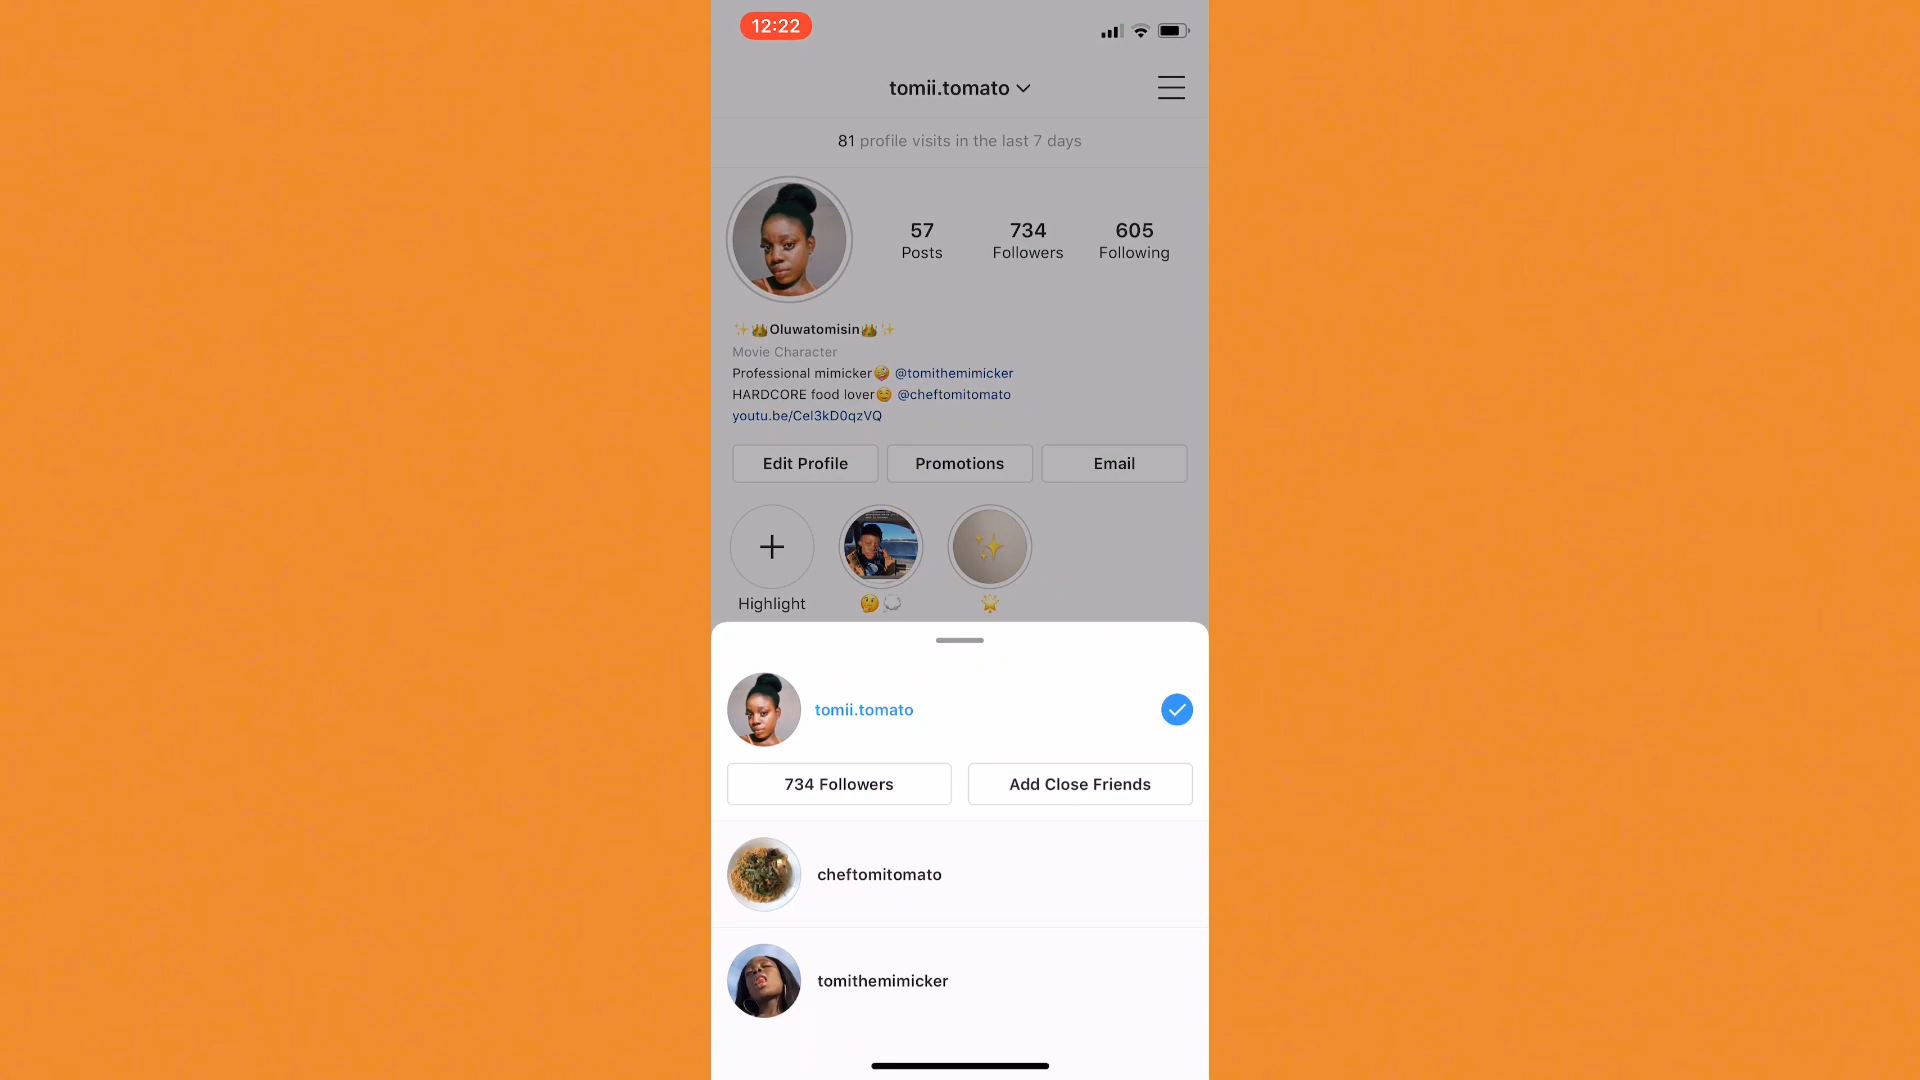 12:22
tomii.tomato
81 profile visits in the last 7 days
57 734 605
Posts Followers Following
✨👑Oluwatomisin👑✨
Movie Character
Professional mimicker🤪 @tomithemimicker
HARDCORE food lover😋 @cheftomitomato
youtu.be/Cel3kD0qzVQ
Edit Profile Promotions Email
Highlight 🤔💭 🌟
tomii.tomato
734 Followers Add Close Friends
cheftomitomato
tomithemimicker